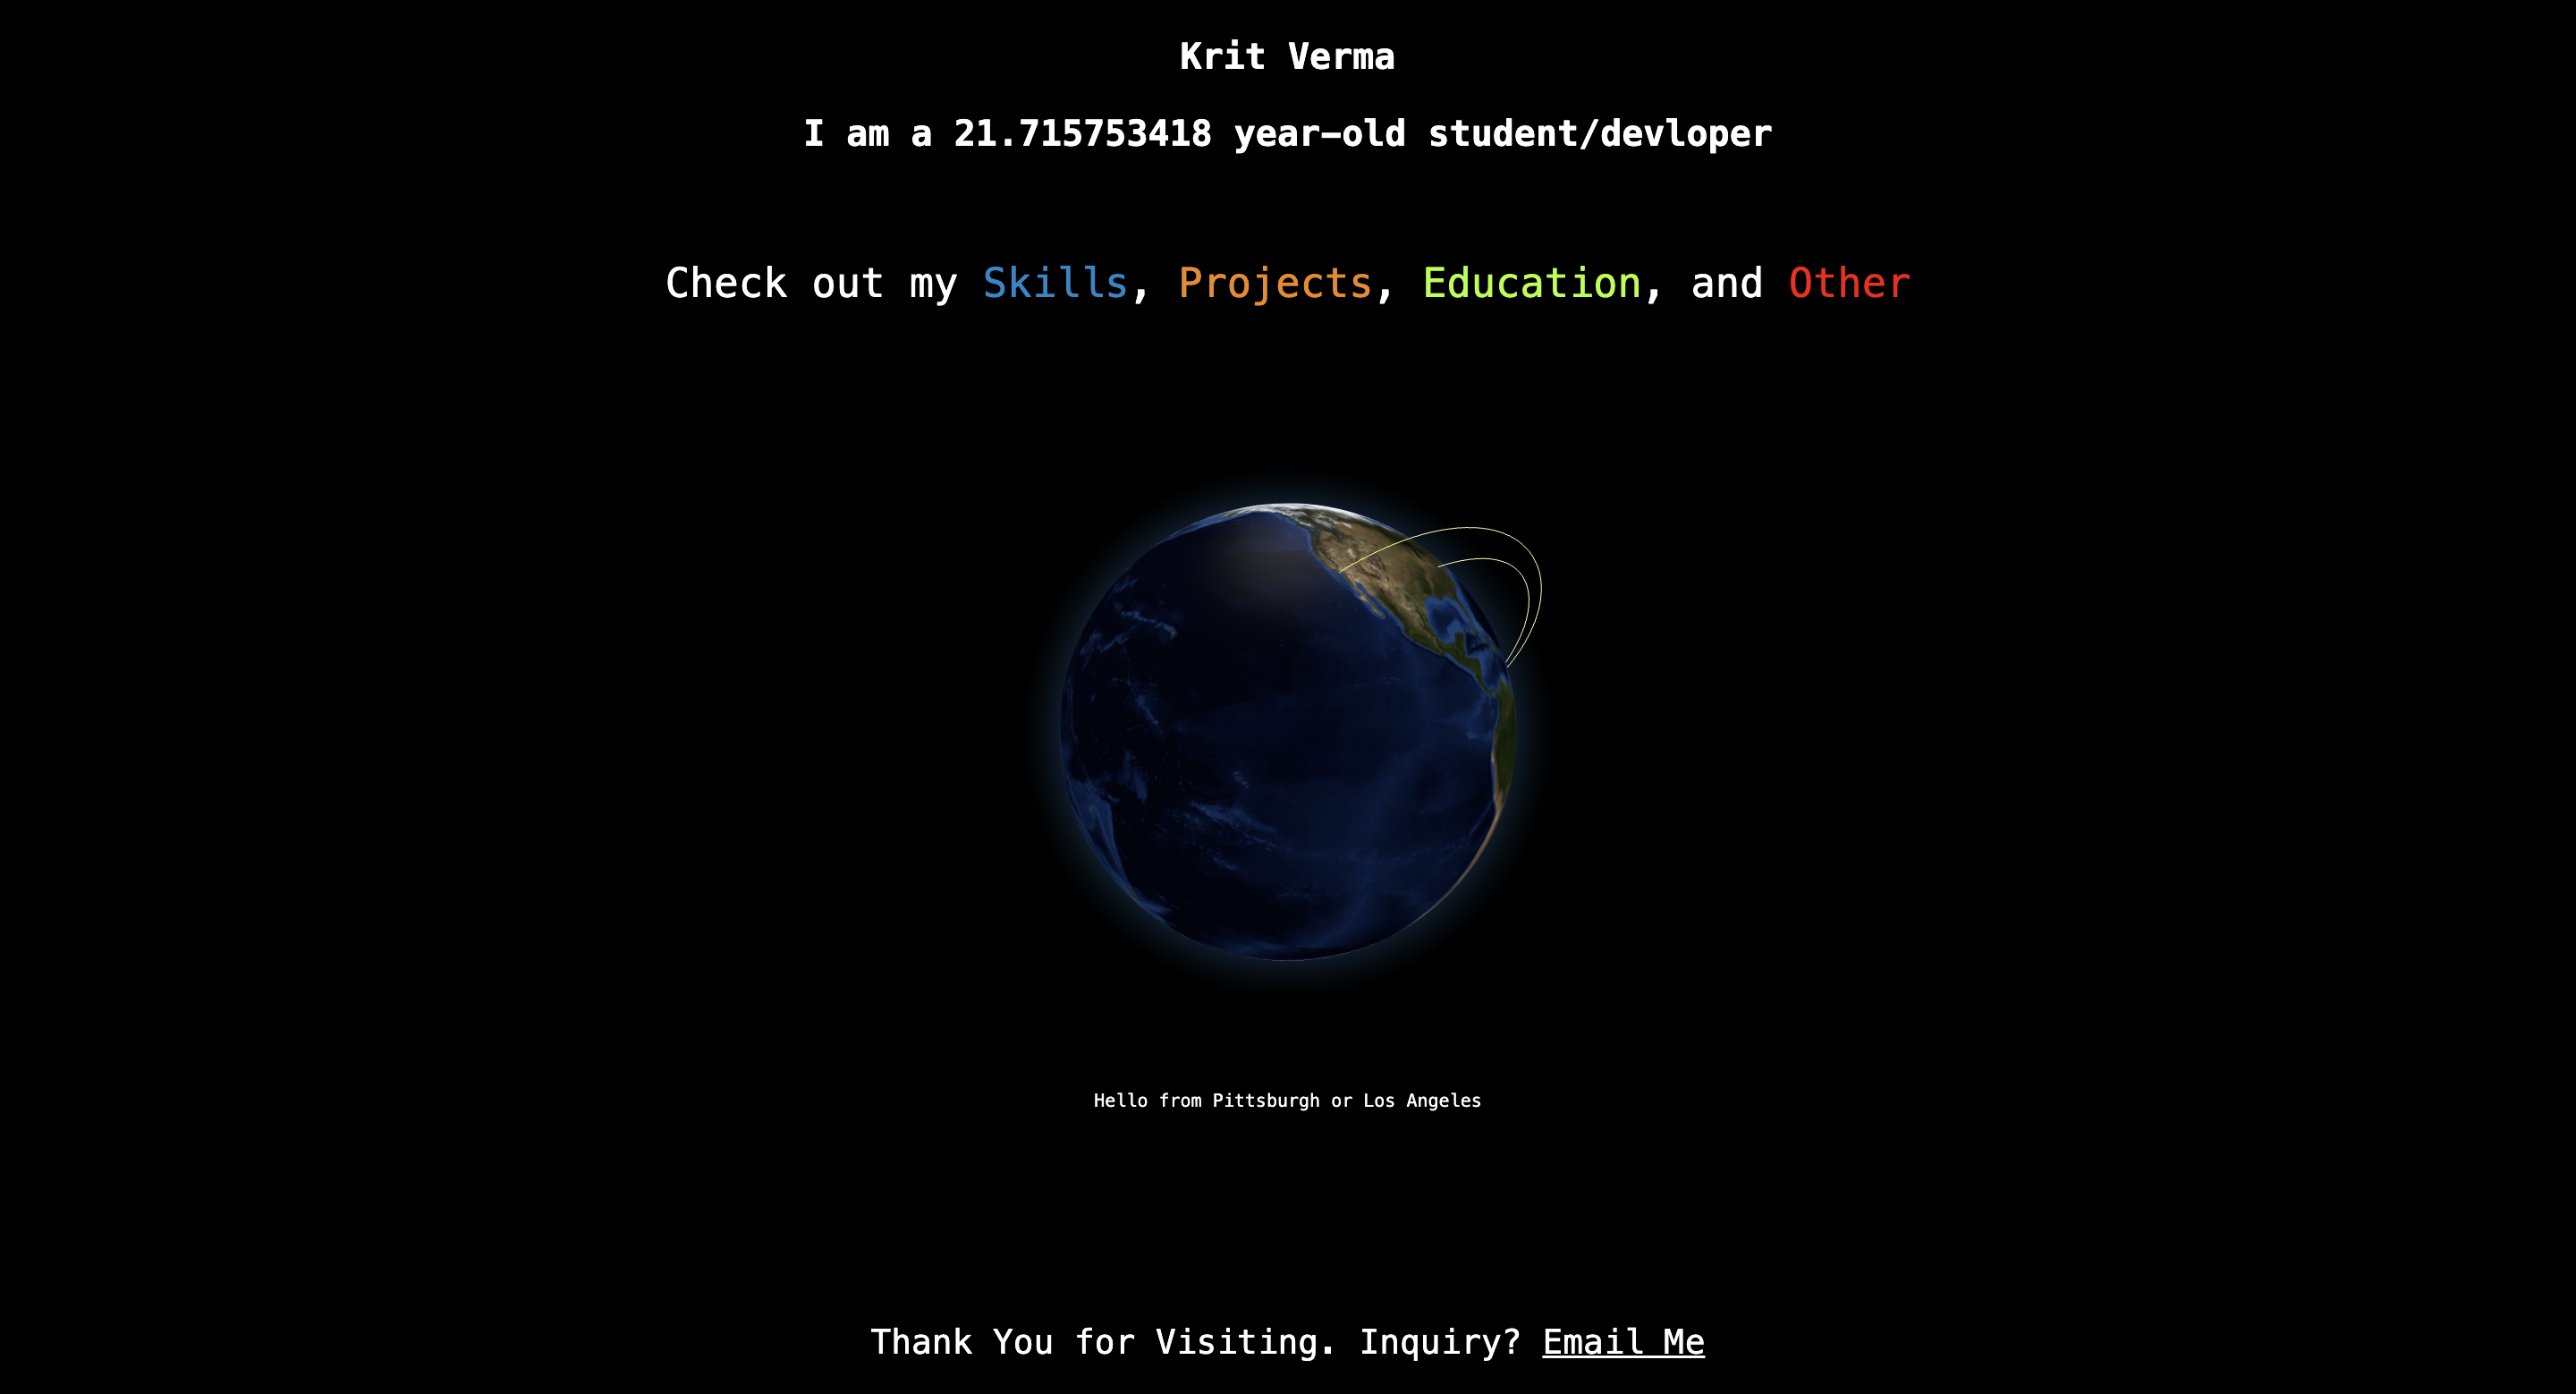 Krit Verma
I am a 21.715753418 year-old student/devloper
Check out my Skills, Projects, Education, and Other
Hello from Pittsburgh or Los Angeles
Thank You for Visiting. Inquiry? Email Me